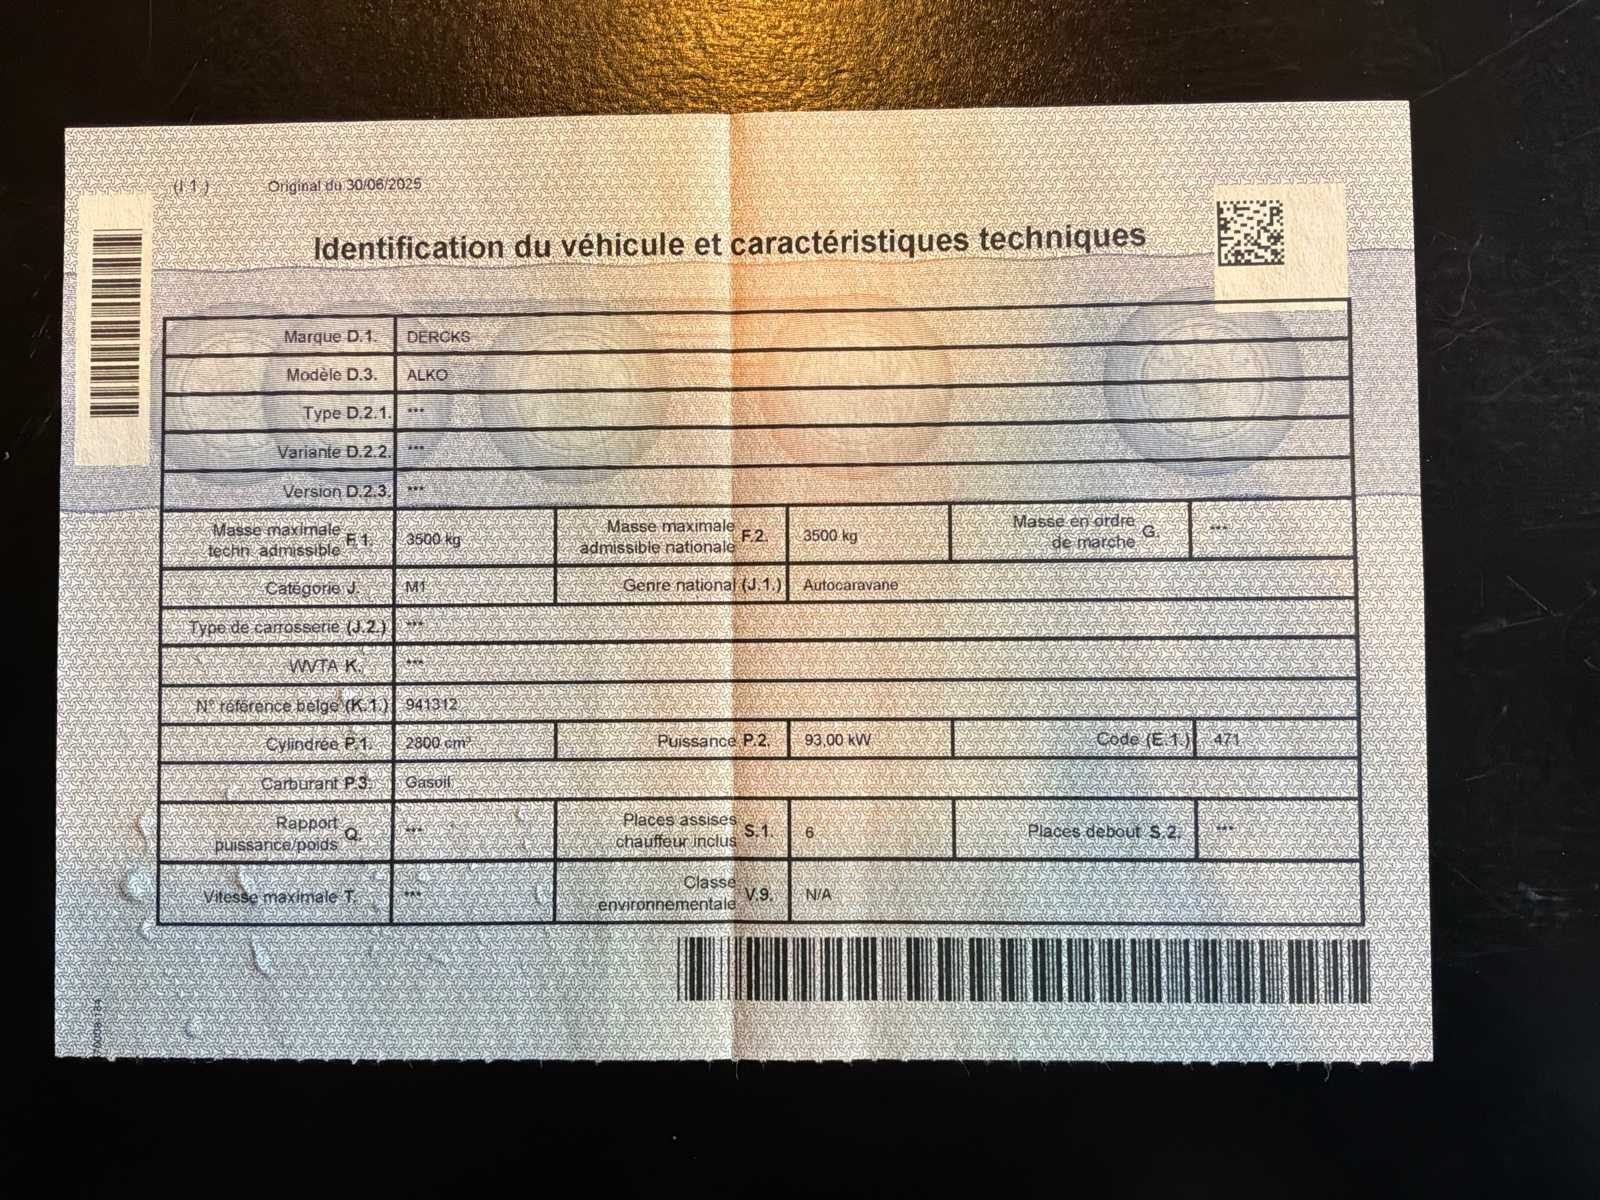 (I 1 ) Original du 30/06/2025
Identification du véhicule et caractéristiques techniques
Marque D.1. DERCKS
Modèle D.3. ALKO
Type D.2.1. ***
Variante D.2.2. ***
Version D.2.3. ***
Masse maximale techn. admissible F.1. 3500 kg Masse maximale admissible nationale F.2. 3500 kg Masse en ordre de marche G. ***
Catégorie J. M1 Genre national (J.1.) Autocaravane
Type de carrosserie (J.2.) ***
WVTA K. ***
N° référence belge (K.1.) 941312
Cylindrée P.1. 2800 cm³ Puissance P.2. 93,00 kW Code (E.1.) 471
Carburant P.3. Gasoil
Rapport puissance/poids Q. *** Places assises chauffeur inclus S.1. 6 Places debout S.2. ***
Vitesse maximale T. *** Classe environnementale V.9. N/A